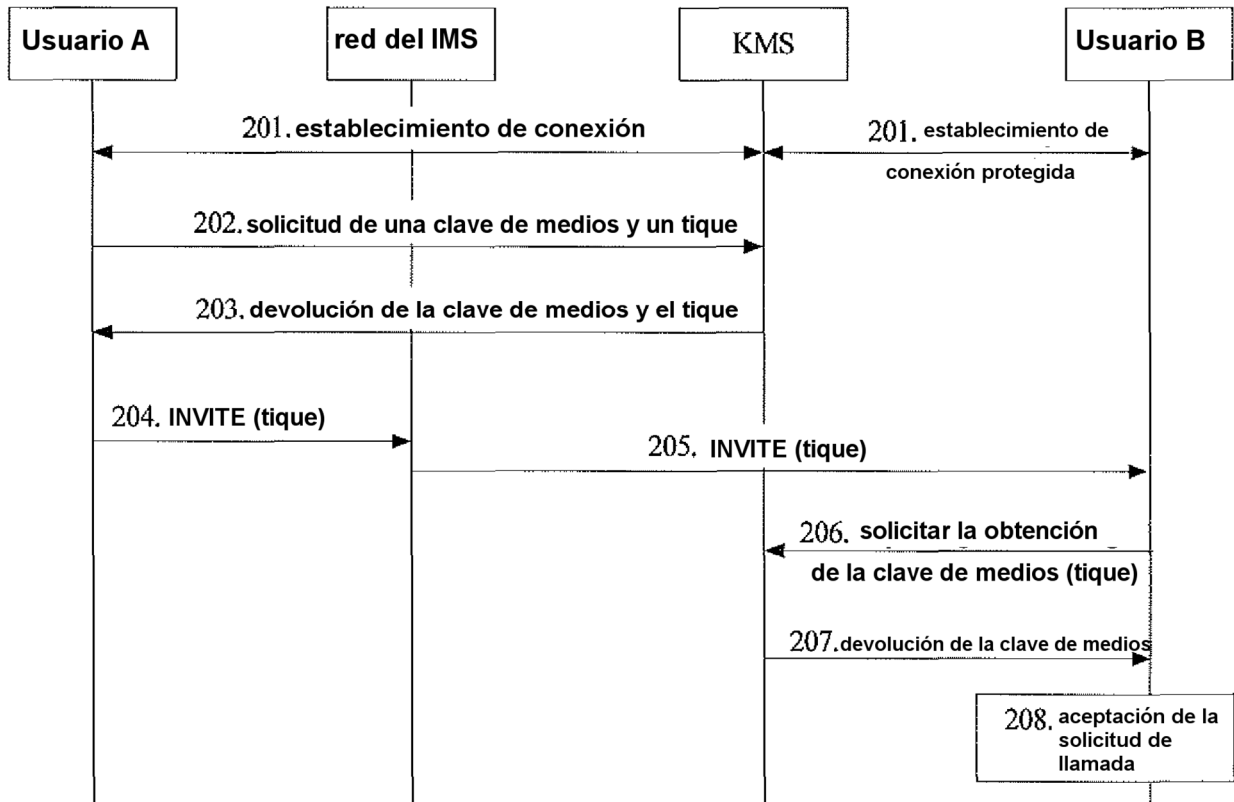 Usuario A
red del IMS
KMS
Usuario B
201. establecimiento de conexión
201. establecimiento de
conexión protegida
202. solicitud de una clave de medios y un tique
203. devolución de la clave de medios y el tique
204. INVITE (tique)
205. INVITE (tique)
206. solicitar la obtención
de la clave de medios (tique)
207. devolución de la clave de medios
208. aceptación de la
solicitud de
llamada